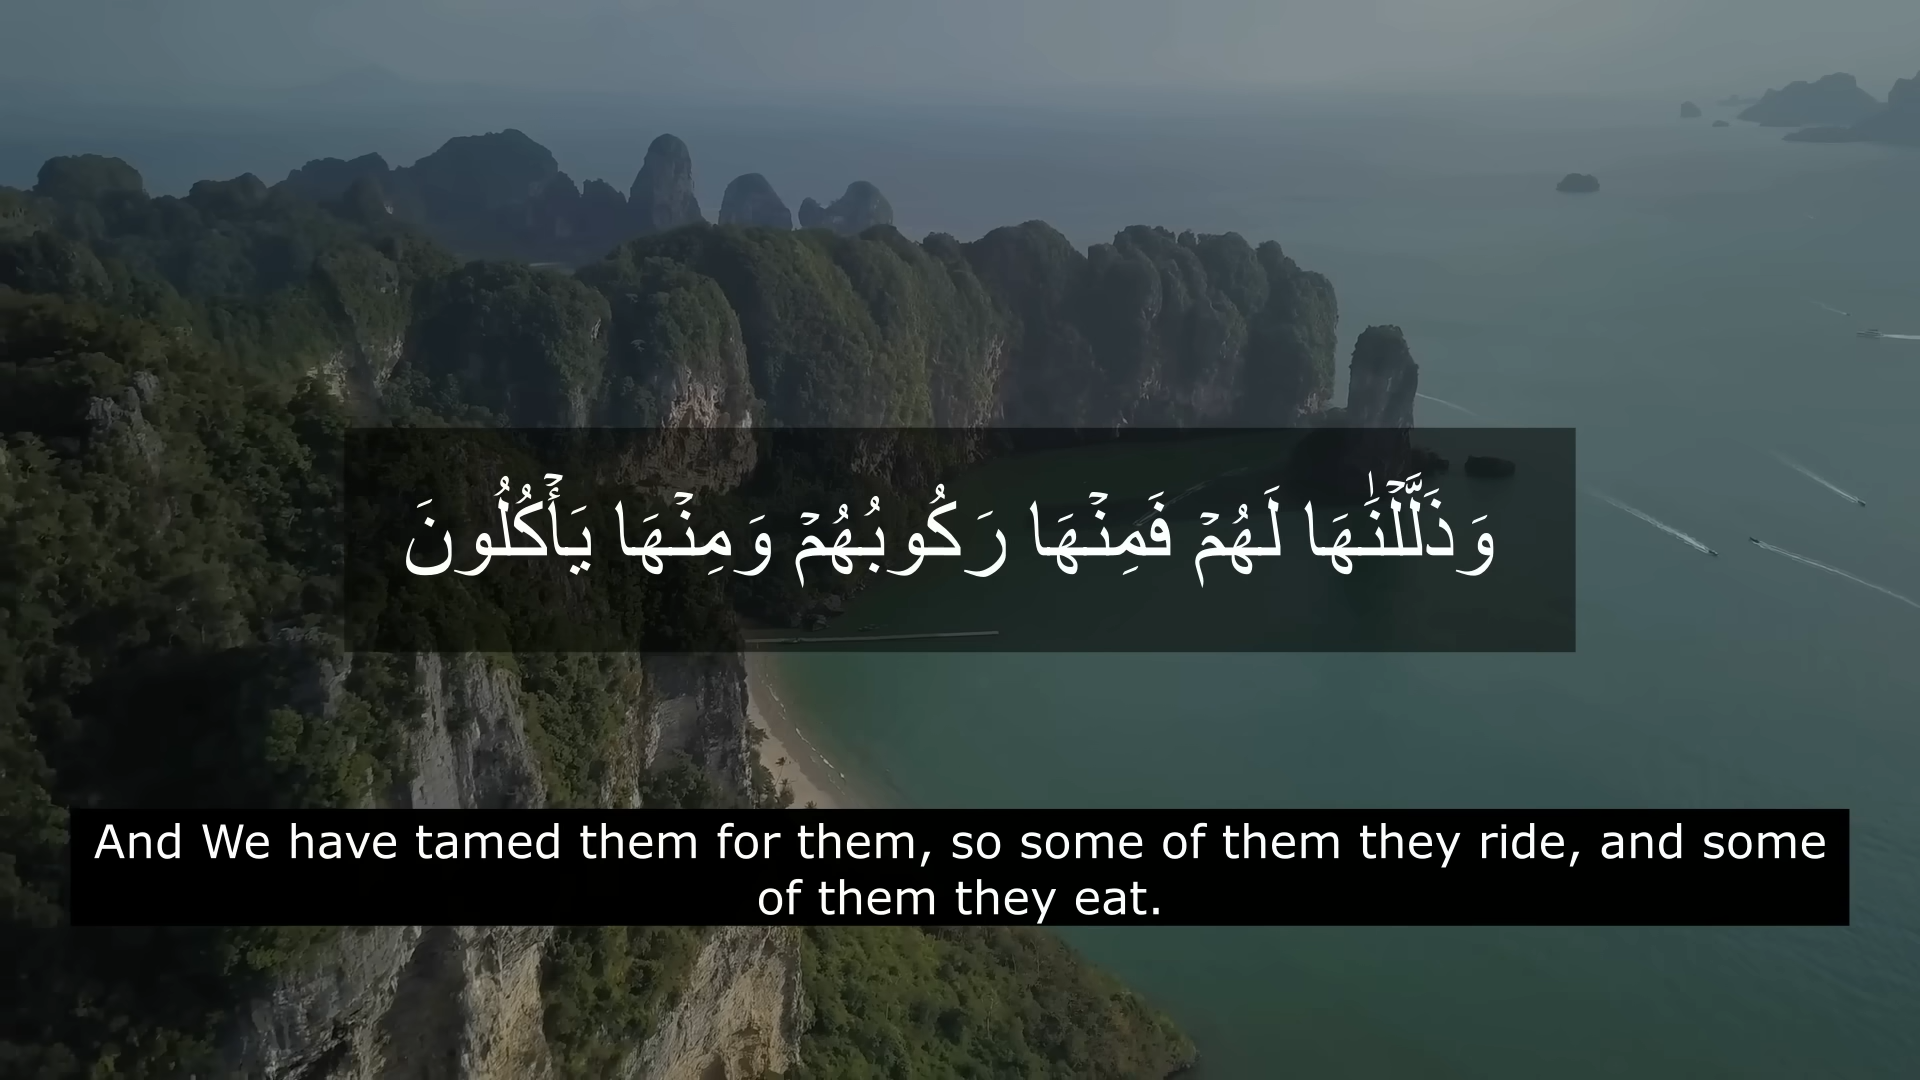 وَذَلَّلۡنَٰهَا لَهُمۡ فَمِنۡهَا رَكُوبُهُمۡ وَمِنۡهَا يَأۡكُلُونَ
And We have tamed them for them, so some of them they ride, and some
of them they eat.